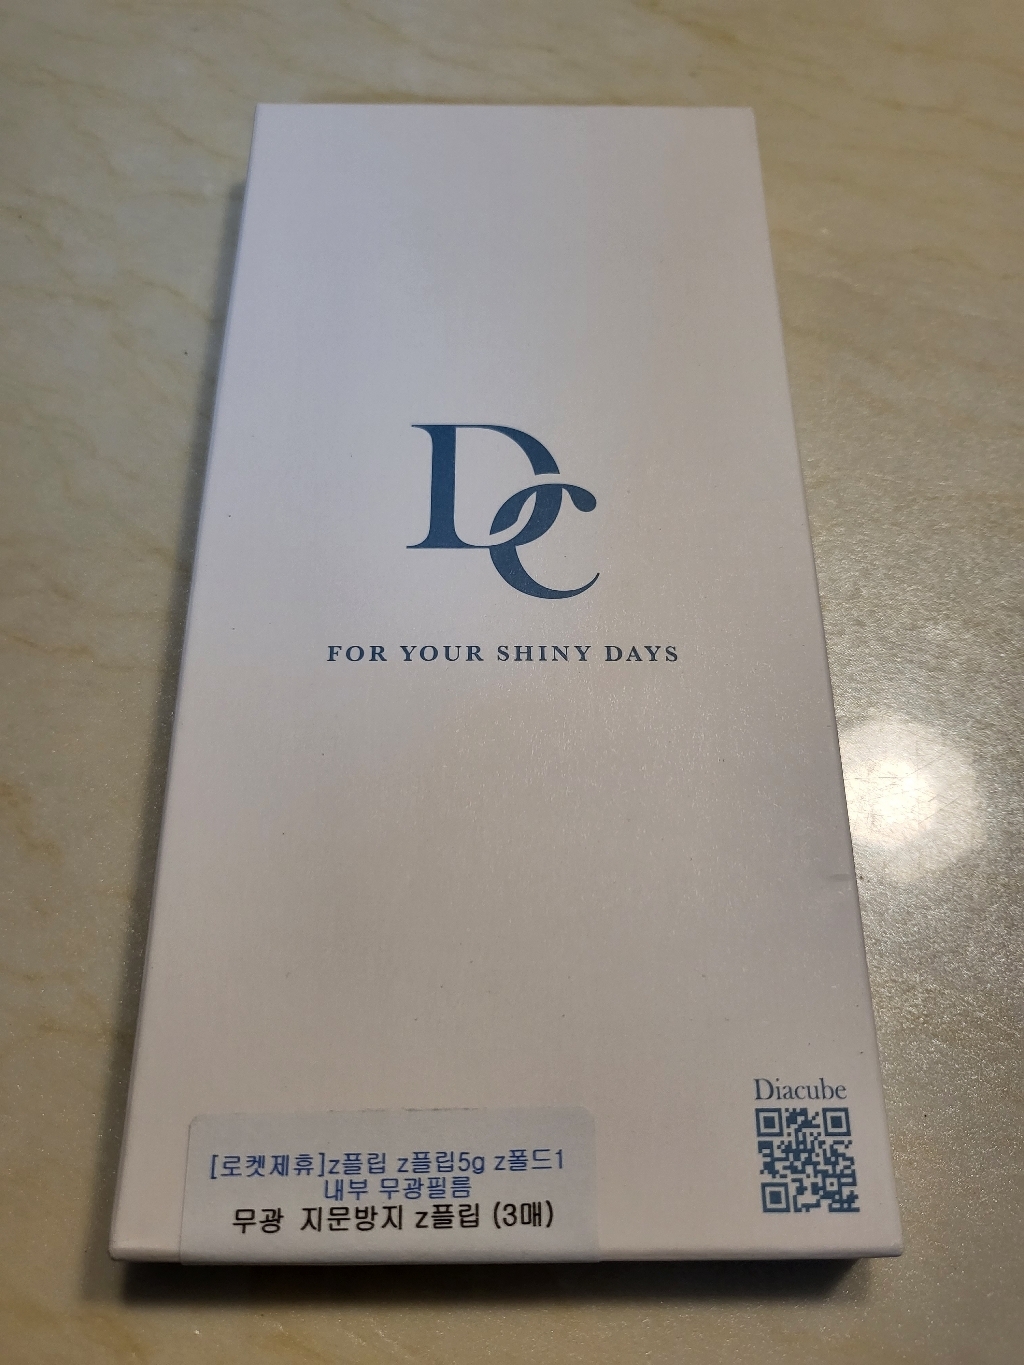 DC
FOR YOUR SHINY DAYS
Diacube
[로켓제휴]z플립 z플립5g z폴드1
내부 무광필름
무광 지문방지 z플립 (3매)